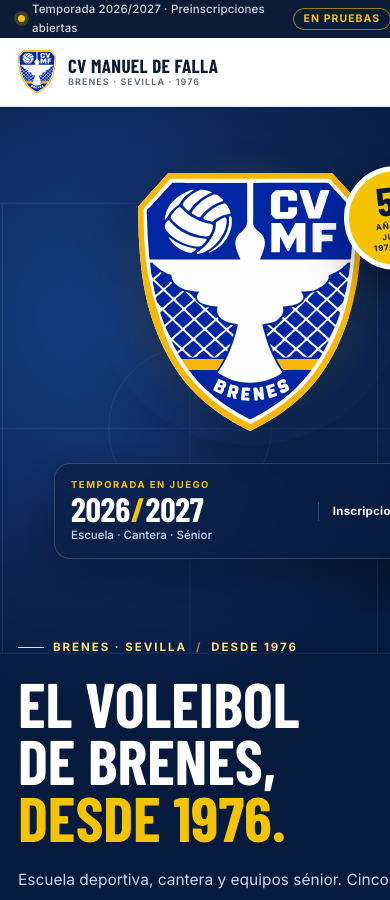 Temporada 2026/2027 · Preinscripciones
abiertas
EN PRUEBAS
CV MANUEL DE FALLA
BRENES · SEVILLA · 1976
CV
MF
BRENES
TEMPORADA EN JUEGO
2026/2027
Escuela · Cantera · Sénior
BRENES · SEVILLA / DESDE 1976
EL VOLEIBOL
DE BRENES,
DESDE 1976.
Escuela deportiva, cantera y equipos sénior. Cinco